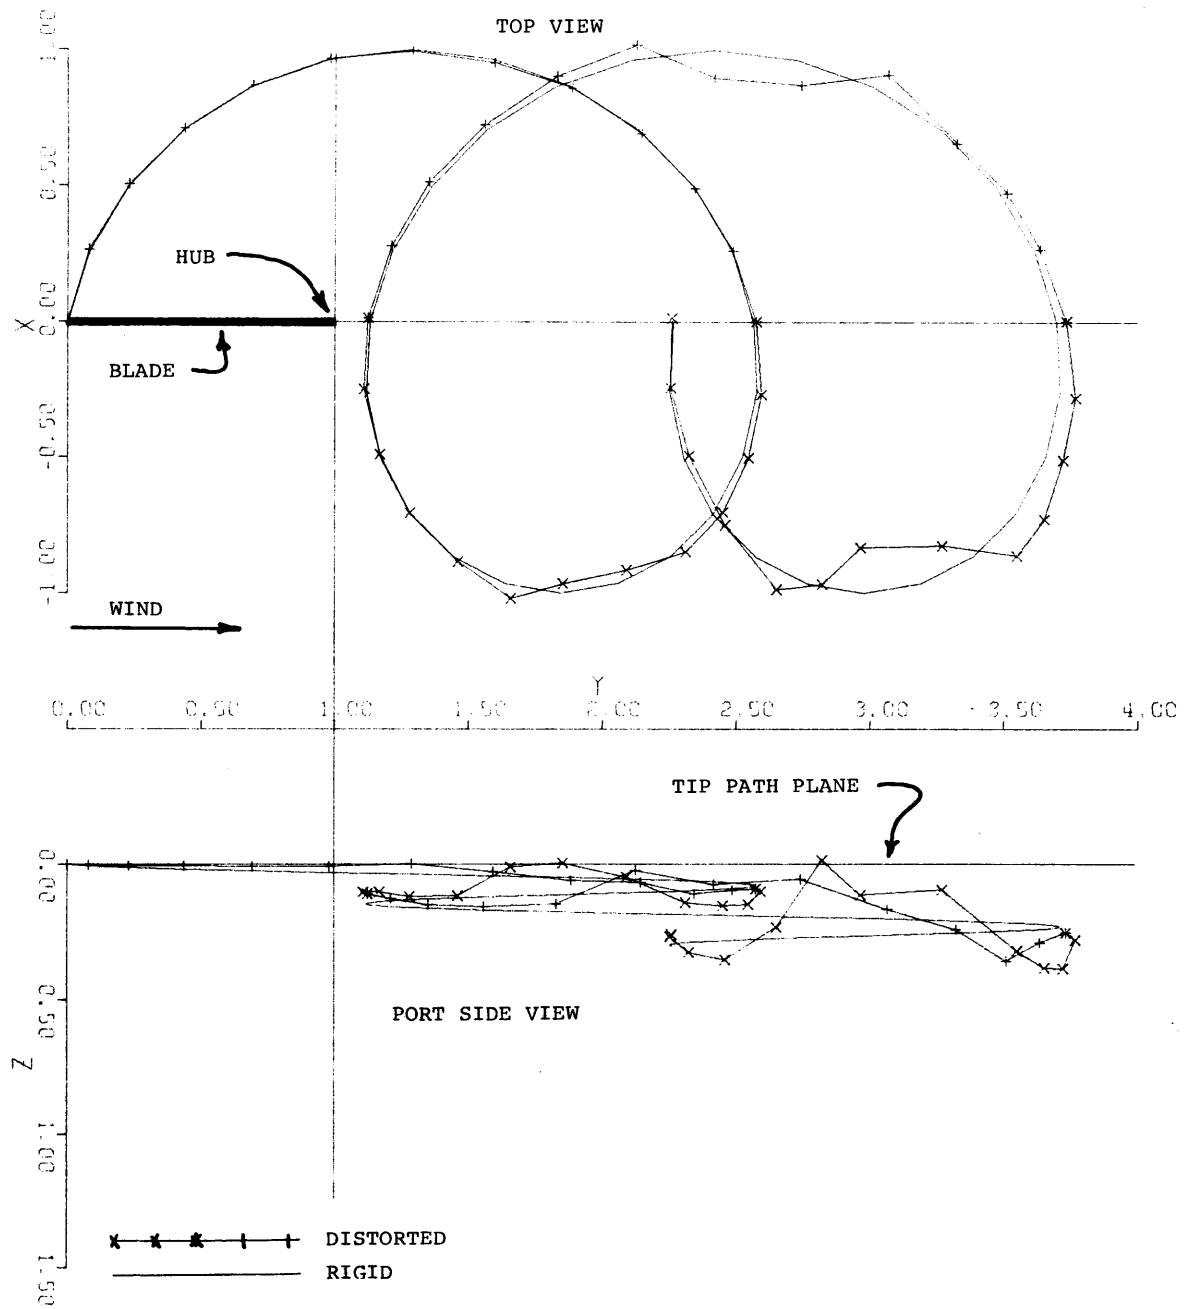 TOP VIEW
1.00
0.50
HUB
0.00
X
BLADE
-0.50
-1.00
WIND
Y
0.00 0.50 1.00 1.50 2.00 2.50 3.00 3.50 4.00
TIP PATH PLANE
0.00
0.50
PORT SIDE VIEW
Z
1.00
DISTORTED
RIGID
1.50